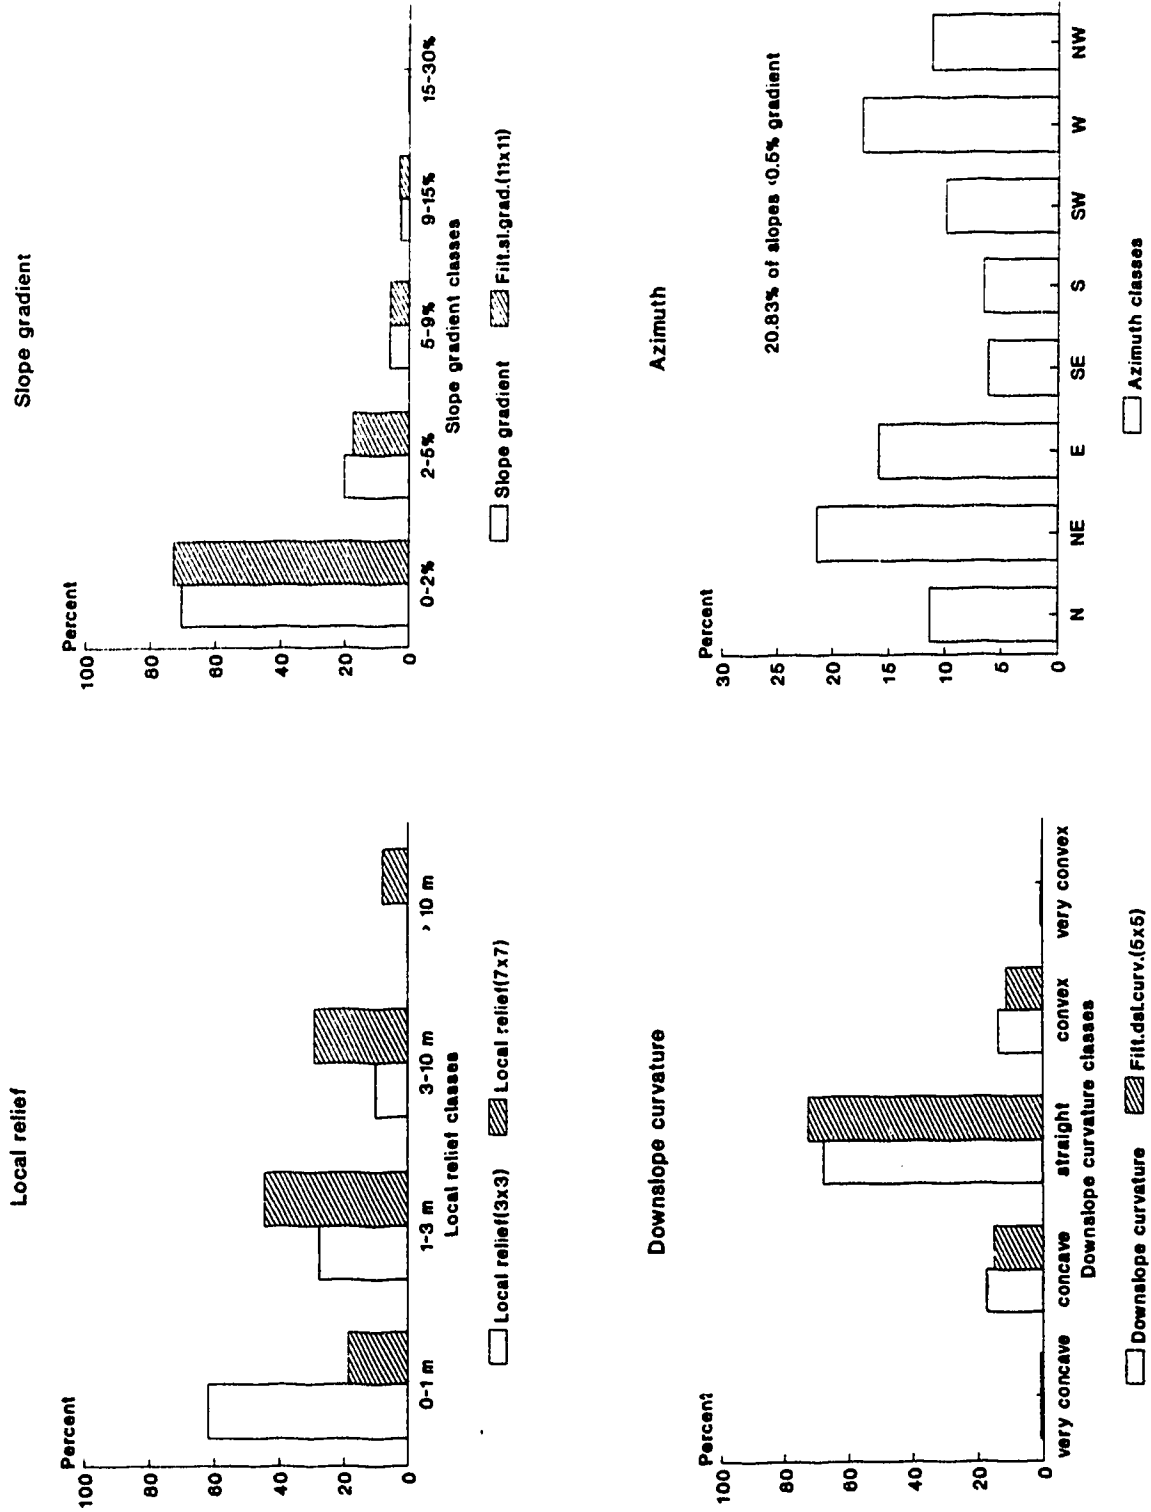 Local relief
Percent
100
80
60
40
20
0
0-1 m
1-3 m
3-10 m
> 10 m
Local relief classes
Local relief(3x3)
Local relief(7x7)
Slope gradient
Percent
100
80
60
40
20
0
0-2%
2-5%
5-9%
9-15%
15-30%
Slope gradient classes
Slope gradient
Filt.sl.grad.(11x11)
Downslope curvature
Percent
100
80
60
40
20
0
very concave
concave
straight
convex
very convex
Downslope curvature classes
Downslope curvature
Filt.dsl.curv.(5x5)
Azimuth
Percent
30
25
20
15
10
5
0
20.83% of slopes <0.5% gradient
N
NE
E
SE
S
SW
W
NW
Azimuth classes